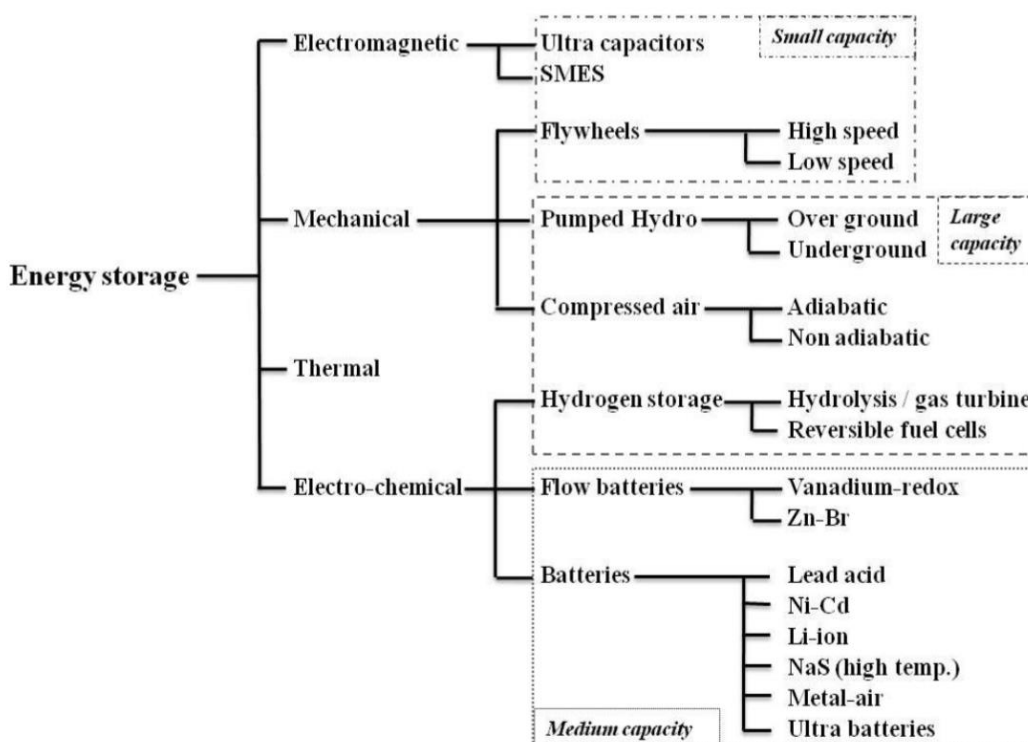 Electromagnetic
Ultra capacitors
Small capacity
SMES
Flywheels
High speed
Low speed
Mechanical
Pumped Hydro
Over ground
Large
capacity
Underground
Energy storage
Compressed air
Adiabatic
Non adiabatic
Thermal
Hydrogen storage
Hydrolysis / gas turbine
Reversible fuel cells
Electro-chemical
Flow batteries
Vanadium-redox
Zn-Br
Batteries
Lead acid
Ni-Cd
Li-ion
NaS (high temp.)
Metal-air
Ultra batteries
Medium capacity